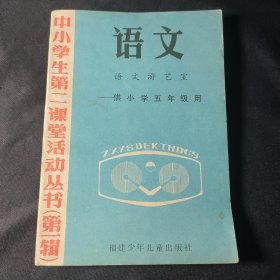 中小学生第二课堂活动丛书(第一辑)
语文
语文游艺室
——供小学五年级用
ZXXSDEKTHDCS
福建少年儿童出版社